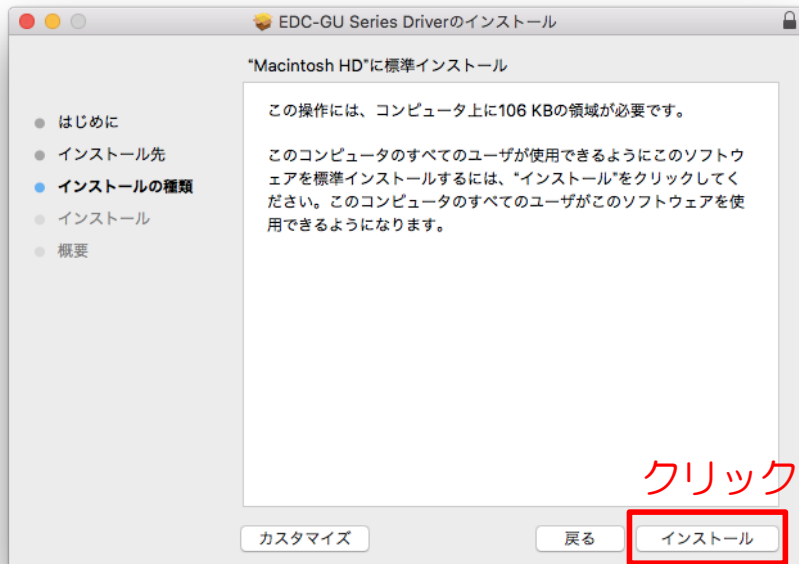 EDC-GU Series Driverのインストール
“Macintosh HD”に標準インストール
はじめに
インストール先
インストールの種類
インストール
概要
この操作には、コンピュータ上に106 KBの領域が必要です。
このコンピュータのすべてのユーザが使用できるようにこのソフトウ
ェアを標準インストールするには、“インストール”をクリックしてく
ださい。このコンピュータのすべてのユーザがこのソフトウェアを使
用できるようになります。
クリック
カスタマイズ
戻る
インストール